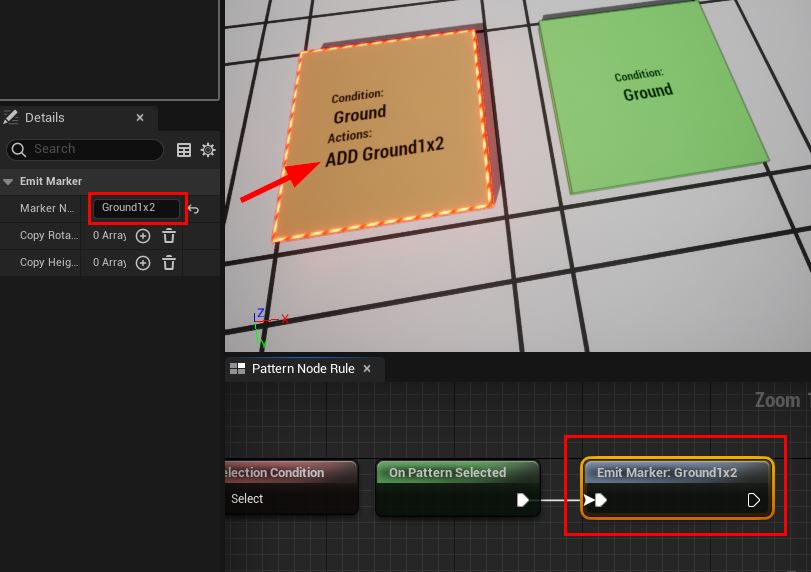 Details
Search
Emit Marker
Marker N...
Ground1x2
Copy Rota...
0 Array
Copy Heig...
0 Array
Condition:
Ground
Actions:
ADD Ground1x2
Condition:
Ground
Z
X
Y
Pattern Node Rule
Zoom 1
election Condition
Select
On Pattern Selected
Emit Marker: Ground1x2